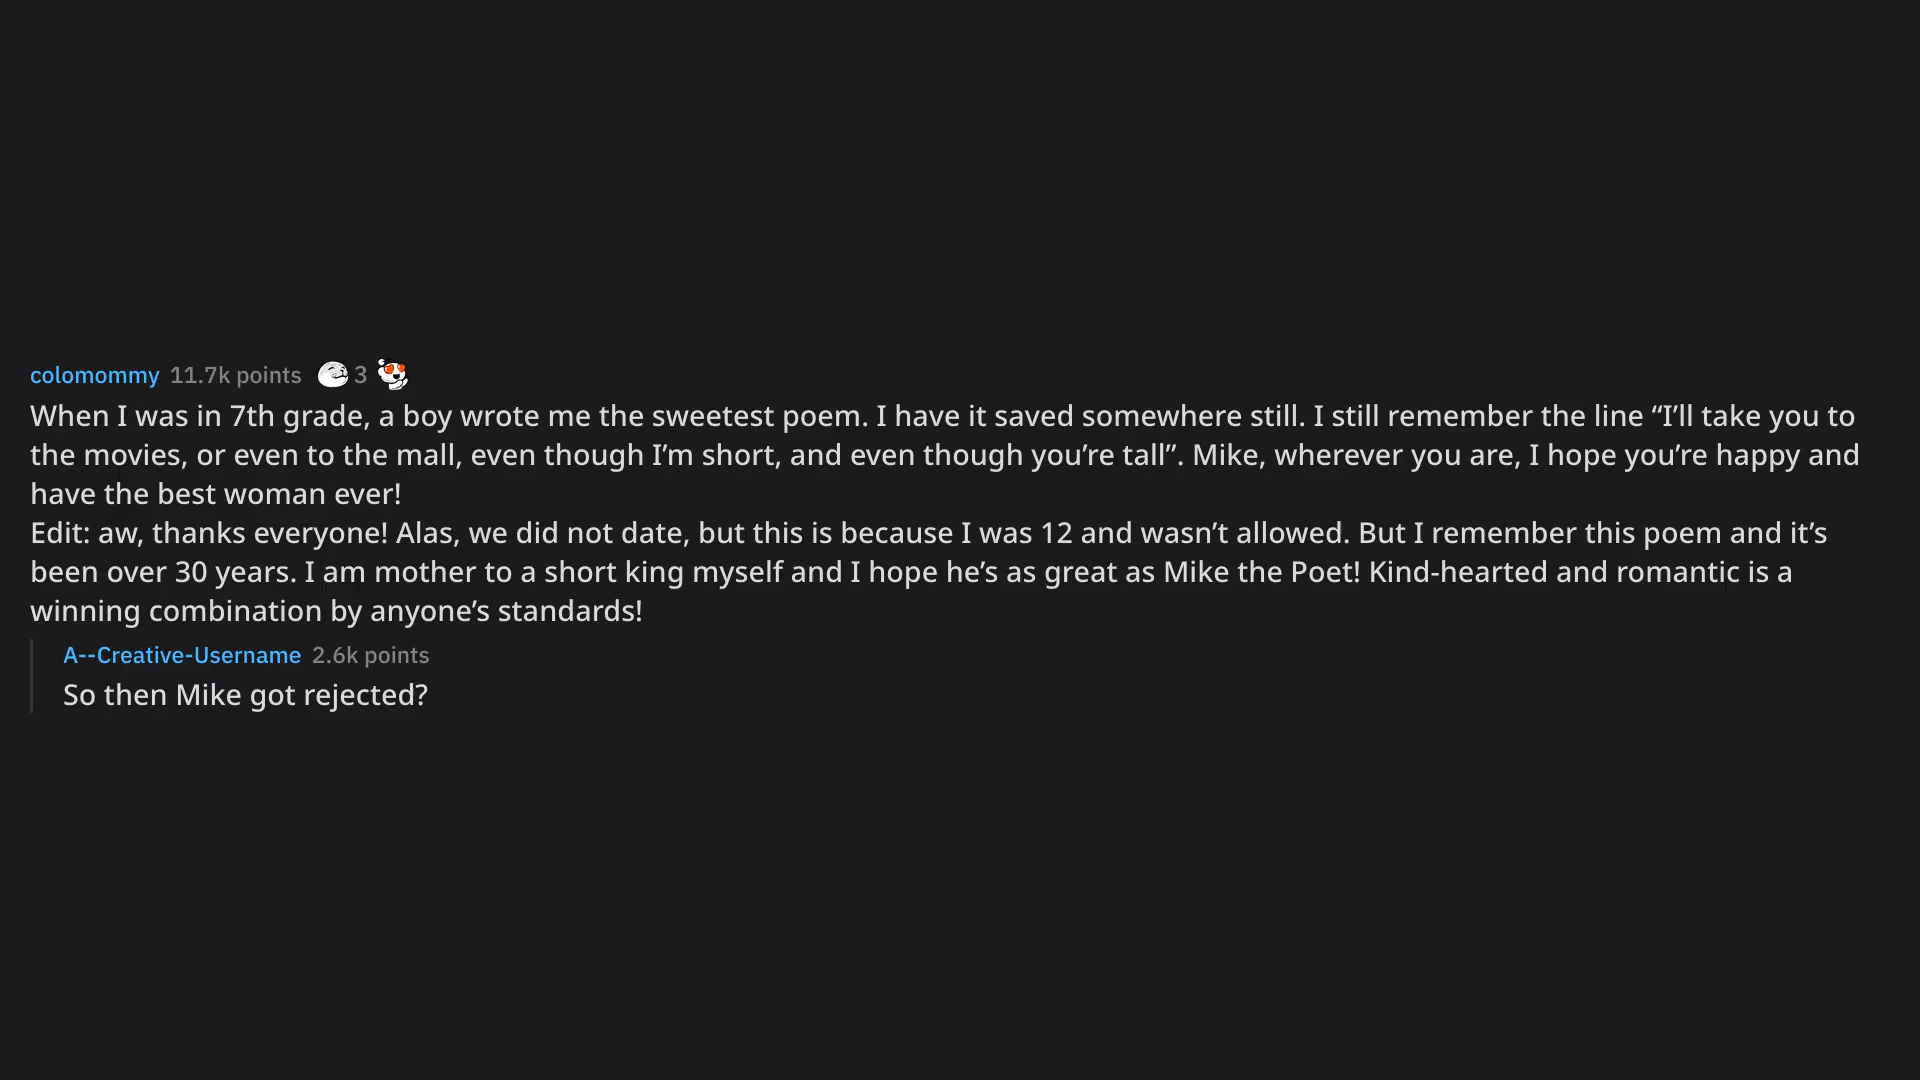 colomommy 11.7k points 3
When I was in 7th grade, a boy wrote me the sweetest poem. I have it saved somewhere still. I still remember the line “I’ll take you to
the movies, or even to the mall, even though I’m short, and even though you’re tall”. Mike, wherever you are, I hope you’re happy and
have the best woman ever!
Edit: aw, thanks everyone! Alas, we did not date, but this is because I was 12 and wasn’t allowed. But I remember this poem and it’s
been over 30 years. I am mother to a short king myself and I hope he’s as great as Mike the Poet! Kind-hearted and romantic is a
winning combination by anyone’s standards!
A--Creative-Username 2.6k points
So then Mike got rejected?